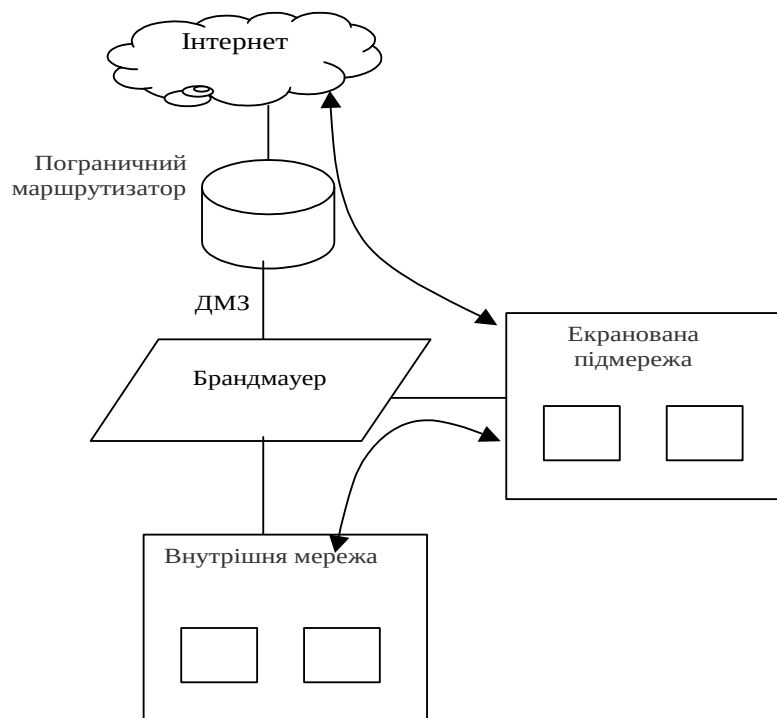 Інтернет
Пограничний
маршрутизатор
ДМЗ
Екранована
підмережа
Брандмауер
Внутрішня мережа